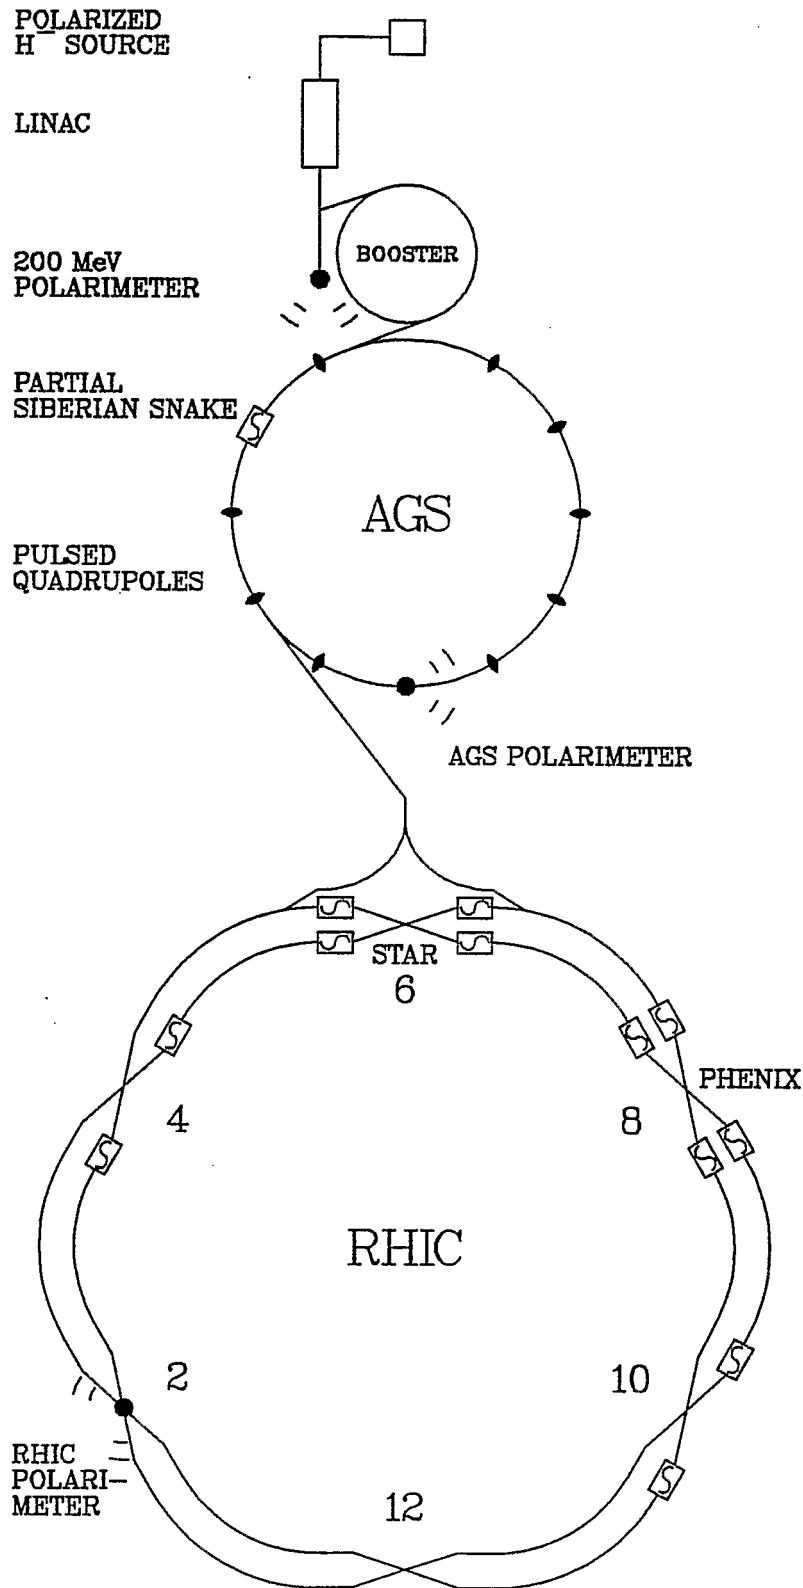 POLARIZED
H⁻ SOURCE
LINAC
BOOSTER
200 MeV
POLARIMETER
PARTIAL
SIBERIAN SNAKE
AGS
PULSED
QUADRUPOLES
AGS POLARIMETER
STAR
6
PHENIX
4
8
RHIC
2
10
RHIC
POLARI-
METER
12